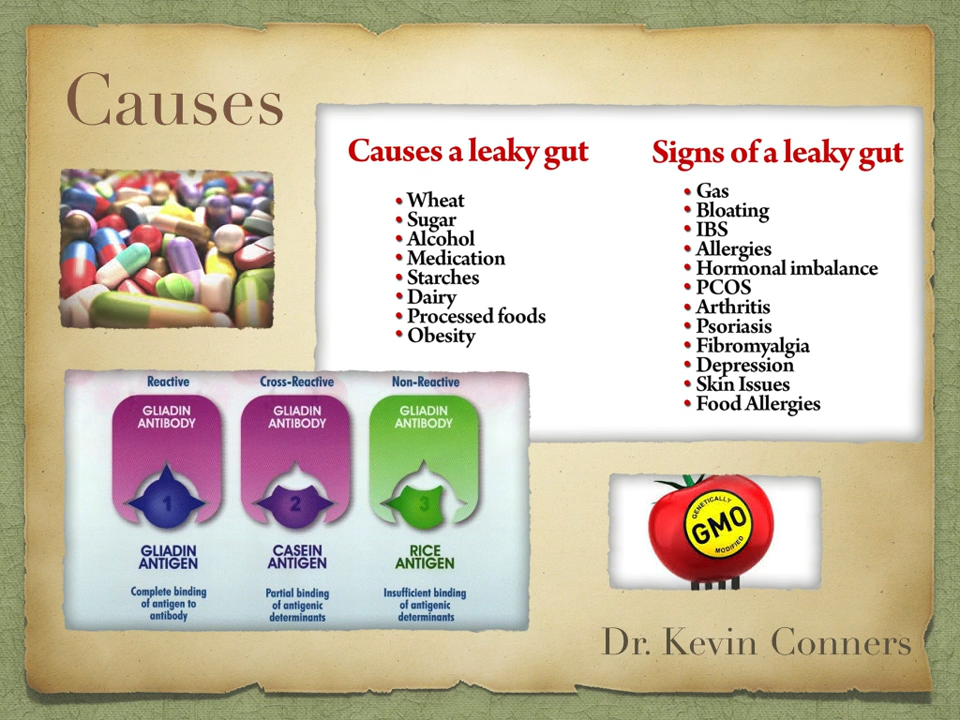 Causes
Causes a leaky gut
• Wheat
• Sugar
• Alcohol
• Medication
• Starches
• Dairy
• Processed foods
• Obesity
Signs of a leaky gut
• Gas
• Bloating
• IBS
• Allergies
• Hormonal imbalance
• PCOS
• Arthritis
• Psoriasis
• Fibromyalgia
• Depression
• Skin Issues
• Food Allergies
Reactive
GLIADIN
ANTIBODY
1
GLIADIN
ANTIGEN
Complete binding
of antigen to
antibody
Cross-Reactive
GLIADIN
ANTIBODY
2
CASEIN
ANTIGEN
Partial binding
of antigenic
determinants
Non-Reactive
GLIADIN
ANTIBODY
3
RICE
ANTIGEN
Insufficient binding
of antigenic
determinants
GENETICALLY
GMO
MODIFIED
Dr. Kevin Conners